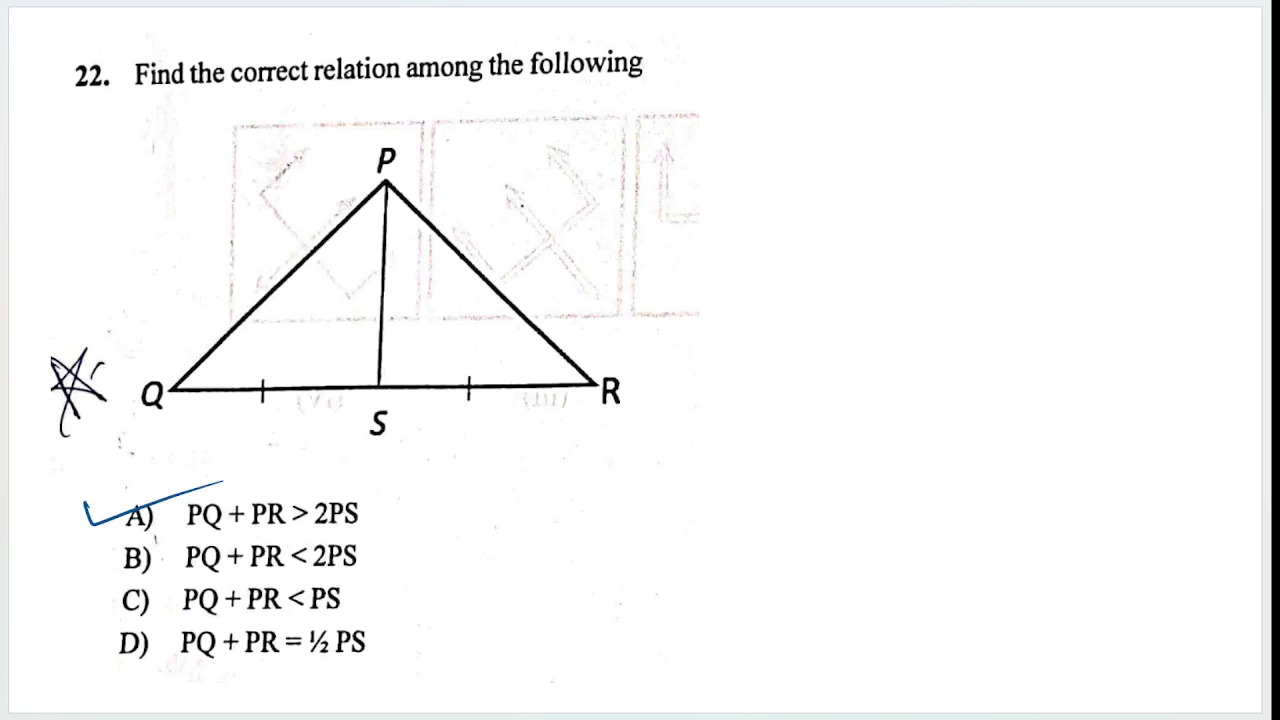 22. Find the correct relation among the following
P
Q
R
S
A) PQ + PR > 2PS
B) PQ + PR < 2PS
C) PQ + PR < PS
D) PQ + PR = ½ PS